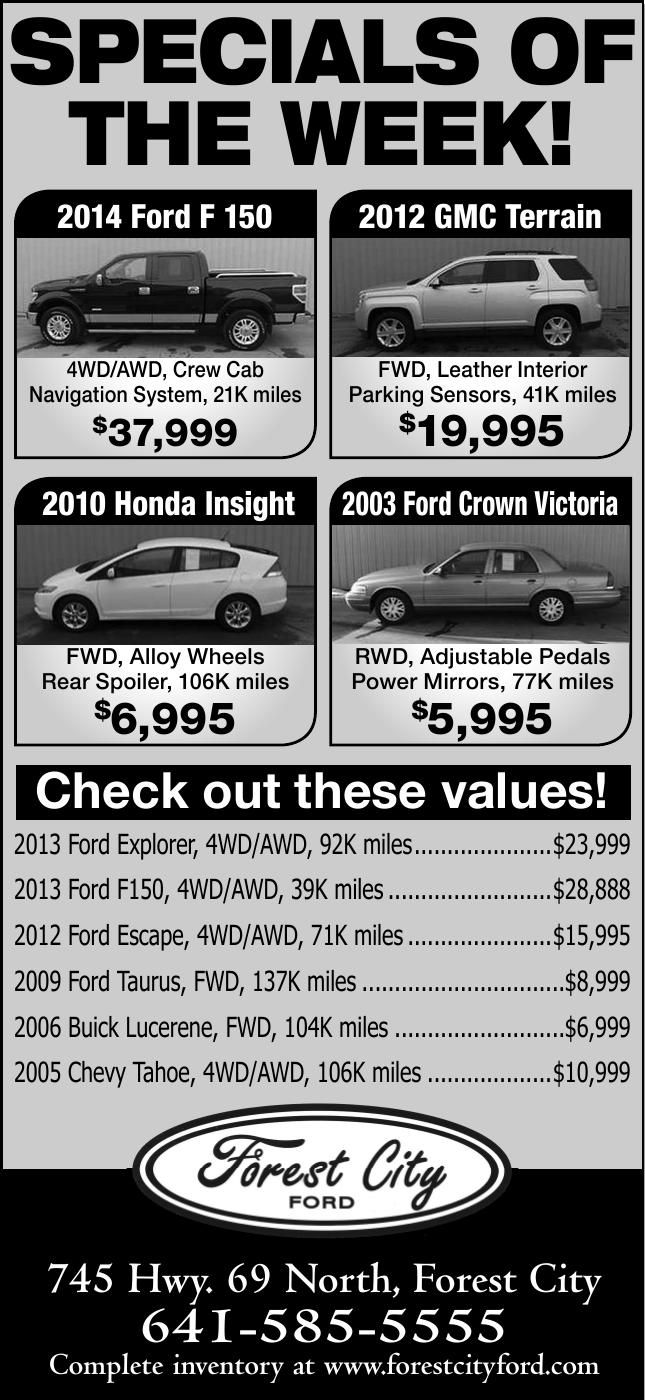 SPECIALS OF
THE WEEK!
2014 Ford F 150
4WD/AWD, Crew Cab
Navigation System, 21K miles
$37,999
2012 GMC Terrain
FWD, Leather Interior
Parking Sensors, 41K miles
$19,995
2010 Honda Insight
FWD, Alloy Wheels
Rear Spoiler, 106K miles
$6,995
2003 Ford Crown Victoria
RWD, Adjustable Pedals
Power Mirrors, 77K miles
$5,995
Check out these values!
2013 Ford Explorer, 4WD/AWD, 92K miles.....................$23,999
2013 Ford F150, 4WD/AWD, 39K miles.........................$28,888
2012 Ford Escape, 4WD/AWD, 71K miles......................$15,995
2009 Ford Taurus, FWD, 137K miles...............................$8,999
2006 Buick Lucerene, FWD, 104K miles..........................$6,999
2005 Chevy Tahoe, 4WD/AWD, 106K miles...................$10,999
Forest City
FORD
745 Hwy. 69 North, Forest City
641-585-5555
Complete inventory at www.forestcityford.com